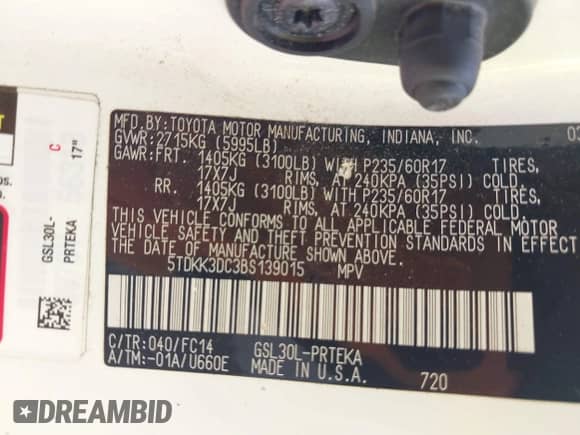 C 17"
GSL30L-
PRTEKA
MFD.BY:TOYOTA MOTOR MANUFACTURING, INDIANA, INC.
GVWR:2715KG (5995LB)
GAWR:FRT. 1405KG (3100LB) WITH P235/60R17 TIRES,
17X7J RIMS, AT 240KPA (35PSI) COLD.
RR. 1405KG (3100LB) WITH P235/60R17 TIRES,
17X7J RIMS, AT 240KPA (35PSI) COLD.
THIS VEHICLE CONFORMS TO ALL APPLICABLE FEDERAL MOTOR
VEHICLE SAFETY AND THEFT PREVENTION STANDARDS IN EFFECT
THE DATE OF MANUFACTURE SHOWN ABOVE.
5TDKK3DC3BS139015 MPV
C/TR:040/FC14 GSL30L-PRTEKA
A/TM:-01A/U660E MADE IN U.S.A. 720
DREAMBID